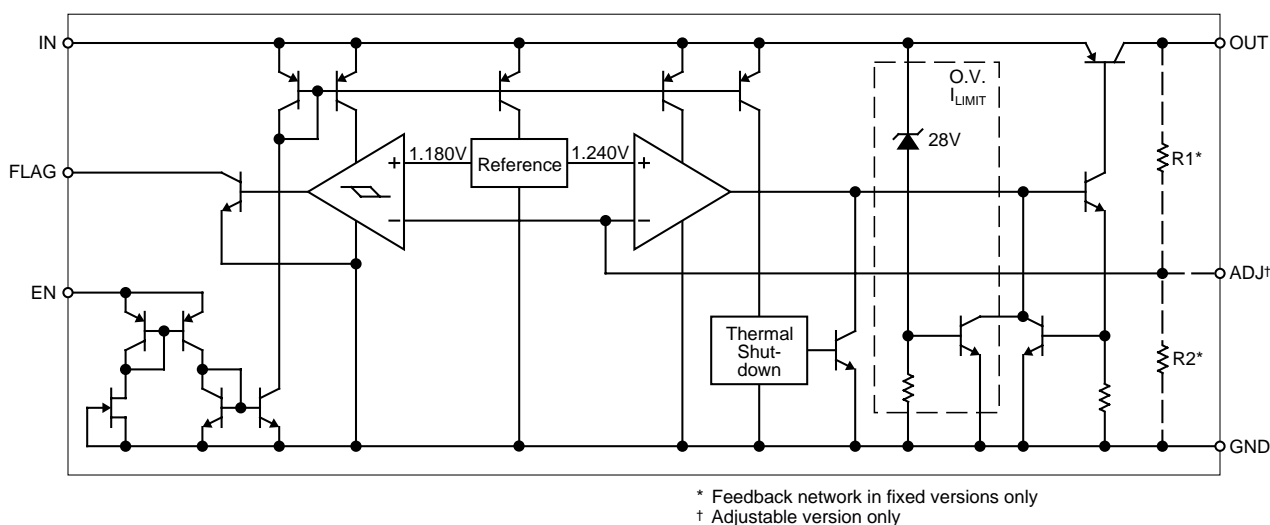 IN
OUT
O.V.
I LIMIT
28V
R1*
1.180V
Reference
1.240V
FLAG
ADJ†
EN
Thermal
Shut-
down
R2*
GND
* Feedback network in fixed versions only
† Adjustable version only